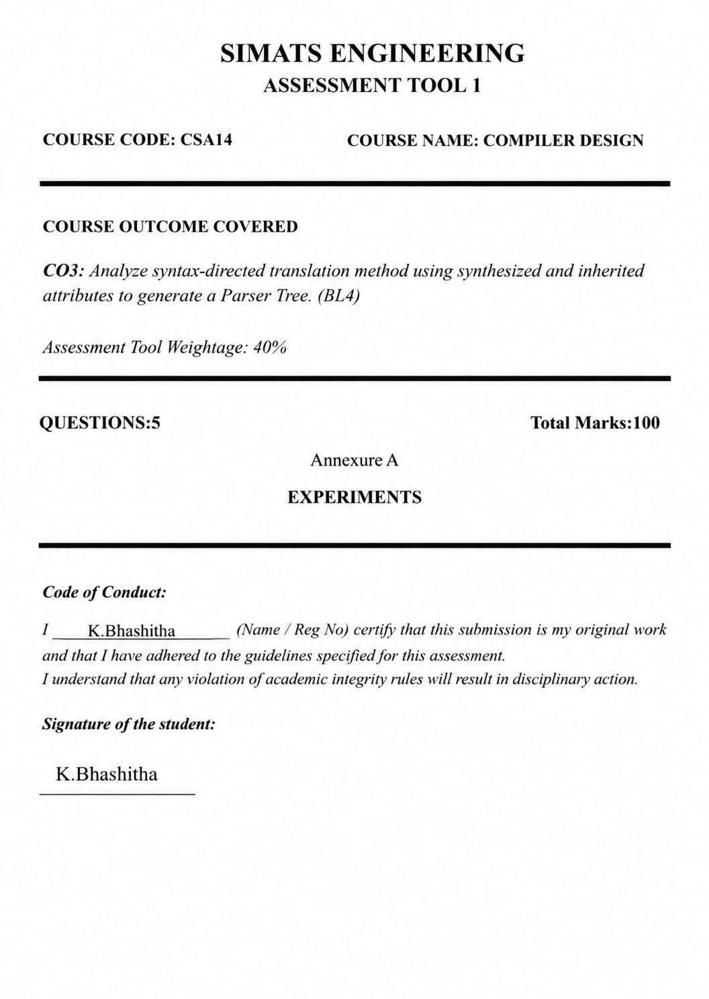 SIMATS ENGINEERING
ASSESSMENT TOOL 1
COURSE CODE: CSA14 COURSE NAME: COMPILER DESIGN
COURSE OUTCOME COVERED
CO3: Analyze syntax-directed translation method using synthesized and inherited
attributes to generate a Parser Tree. (BL4)
Assessment Tool Weightage: 40%
QUESTIONS:5 Total Marks:100
Annexure A
EXPERIMENTS
Code of Conduct:
I K.Bhashitha (Name / Reg No) certify that this submission is my original work
and that I have adhered to the guidelines specified for this assessment.
I understand that any violation of academic integrity rules will result in disciplinary action.
Signature of the student:
K.Bhashitha